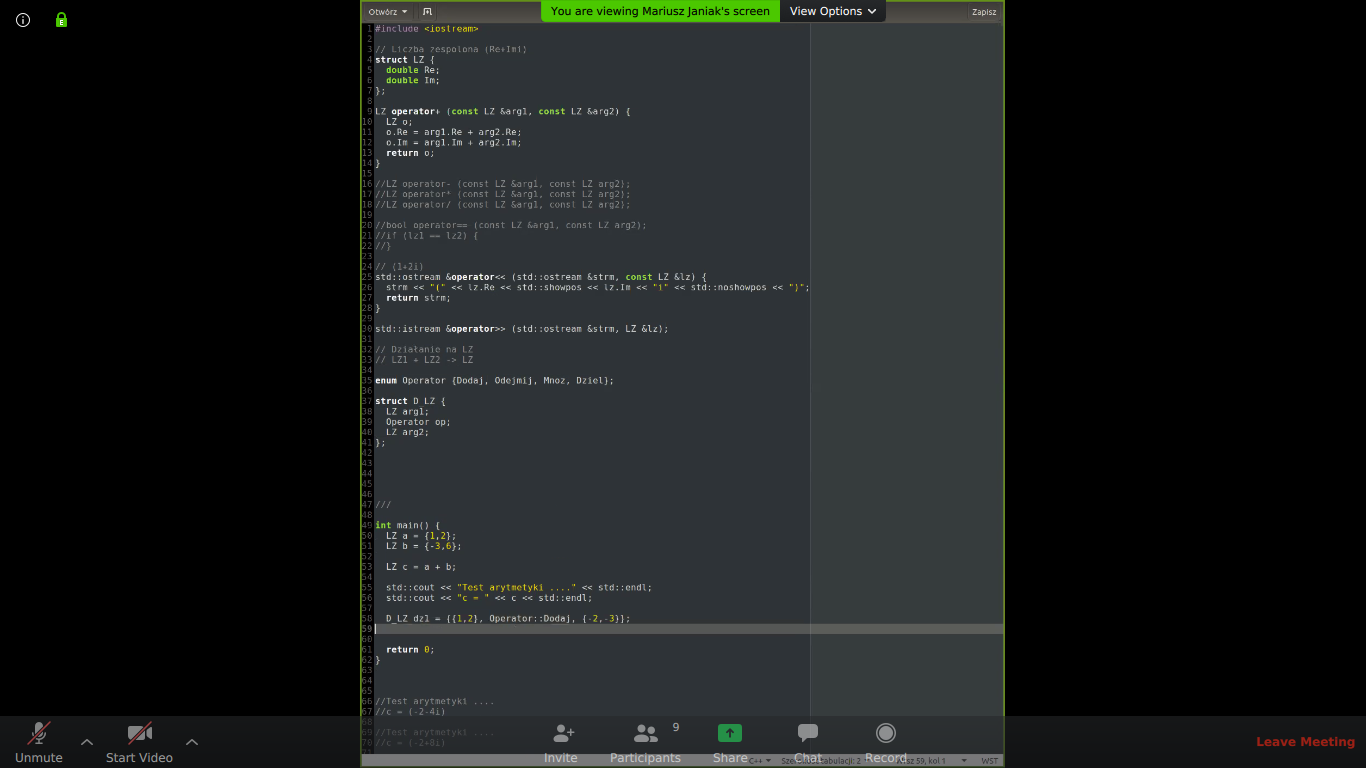 You are viewing Mariusz Janiak's screen View Options
Otwórz Zapisz
1 #include <iostream>
2
3 // Liczba zespolona (Re+Im1)
4 struct LZ {
5 double Re;
6 double Im;
7 };
8
9 LZ operator+ (const LZ &arg1, const LZ &arg2) {
10 LZ o;
11 o.Re = arg1.Re + arg2.Re;
12 o.Im = arg1.Im + arg2.Im;
13 return o;
14 }
15
16 //LZ operator- (const LZ &arg1, const LZ arg2);
17 //LZ operator* (const LZ &arg1, const LZ arg2);
18 //LZ operator/ (const LZ &arg1, const LZ arg2);
19
20 //bool operator== (const LZ &arg1, const LZ arg2);
21 //if (lz1 == lz2) {
22 //}
23
24 // (1+2i)
25 std::ostream &operator<< (std::ostream &strm, const LZ &lz) {
26 strm << "(" << lz.Re << std::showpos << lz.Im << "i" << std::noshowpos << ")";
27 return strm;
28 }
29
30 std::istream &operator>> (std::ostream &strm, LZ &lz);
31
32 // Działanie na LZ
33 // LZ1 + LZ2 -> LZ
34
35 enum Operator {Dodaj, Odejmij, Mnoz, Dziel};
36
37 struct D_LZ {
38 LZ arg1;
39 Operator op;
40 LZ arg2;
41 };
42
43
44
45
46
47 ///
48
49 int main() {
50 LZ a = {1,2};
51 LZ b = {-3,6};
52
53 LZ c = a + b;
54
55 std::cout << "Test arytmetyki ...." << std::endl;
56 std::cout << "c = " << c << std::endl;
57
58 D_LZ dz1 = {{1,2}, Operator::Dodaj, {-2,-3}};
59
60
61 return 0;
62 }
63
64
65
66 //Test arytmetyki ....
67 //c = (-2-4i)
68
69 //Test arytmetyki ....
70 //c = (-2+8i)
C++ tabulacji: 2 59, kol 1 WST
Unmute Start Video Invite Participants 9 Share Chat Record Leave Meeting